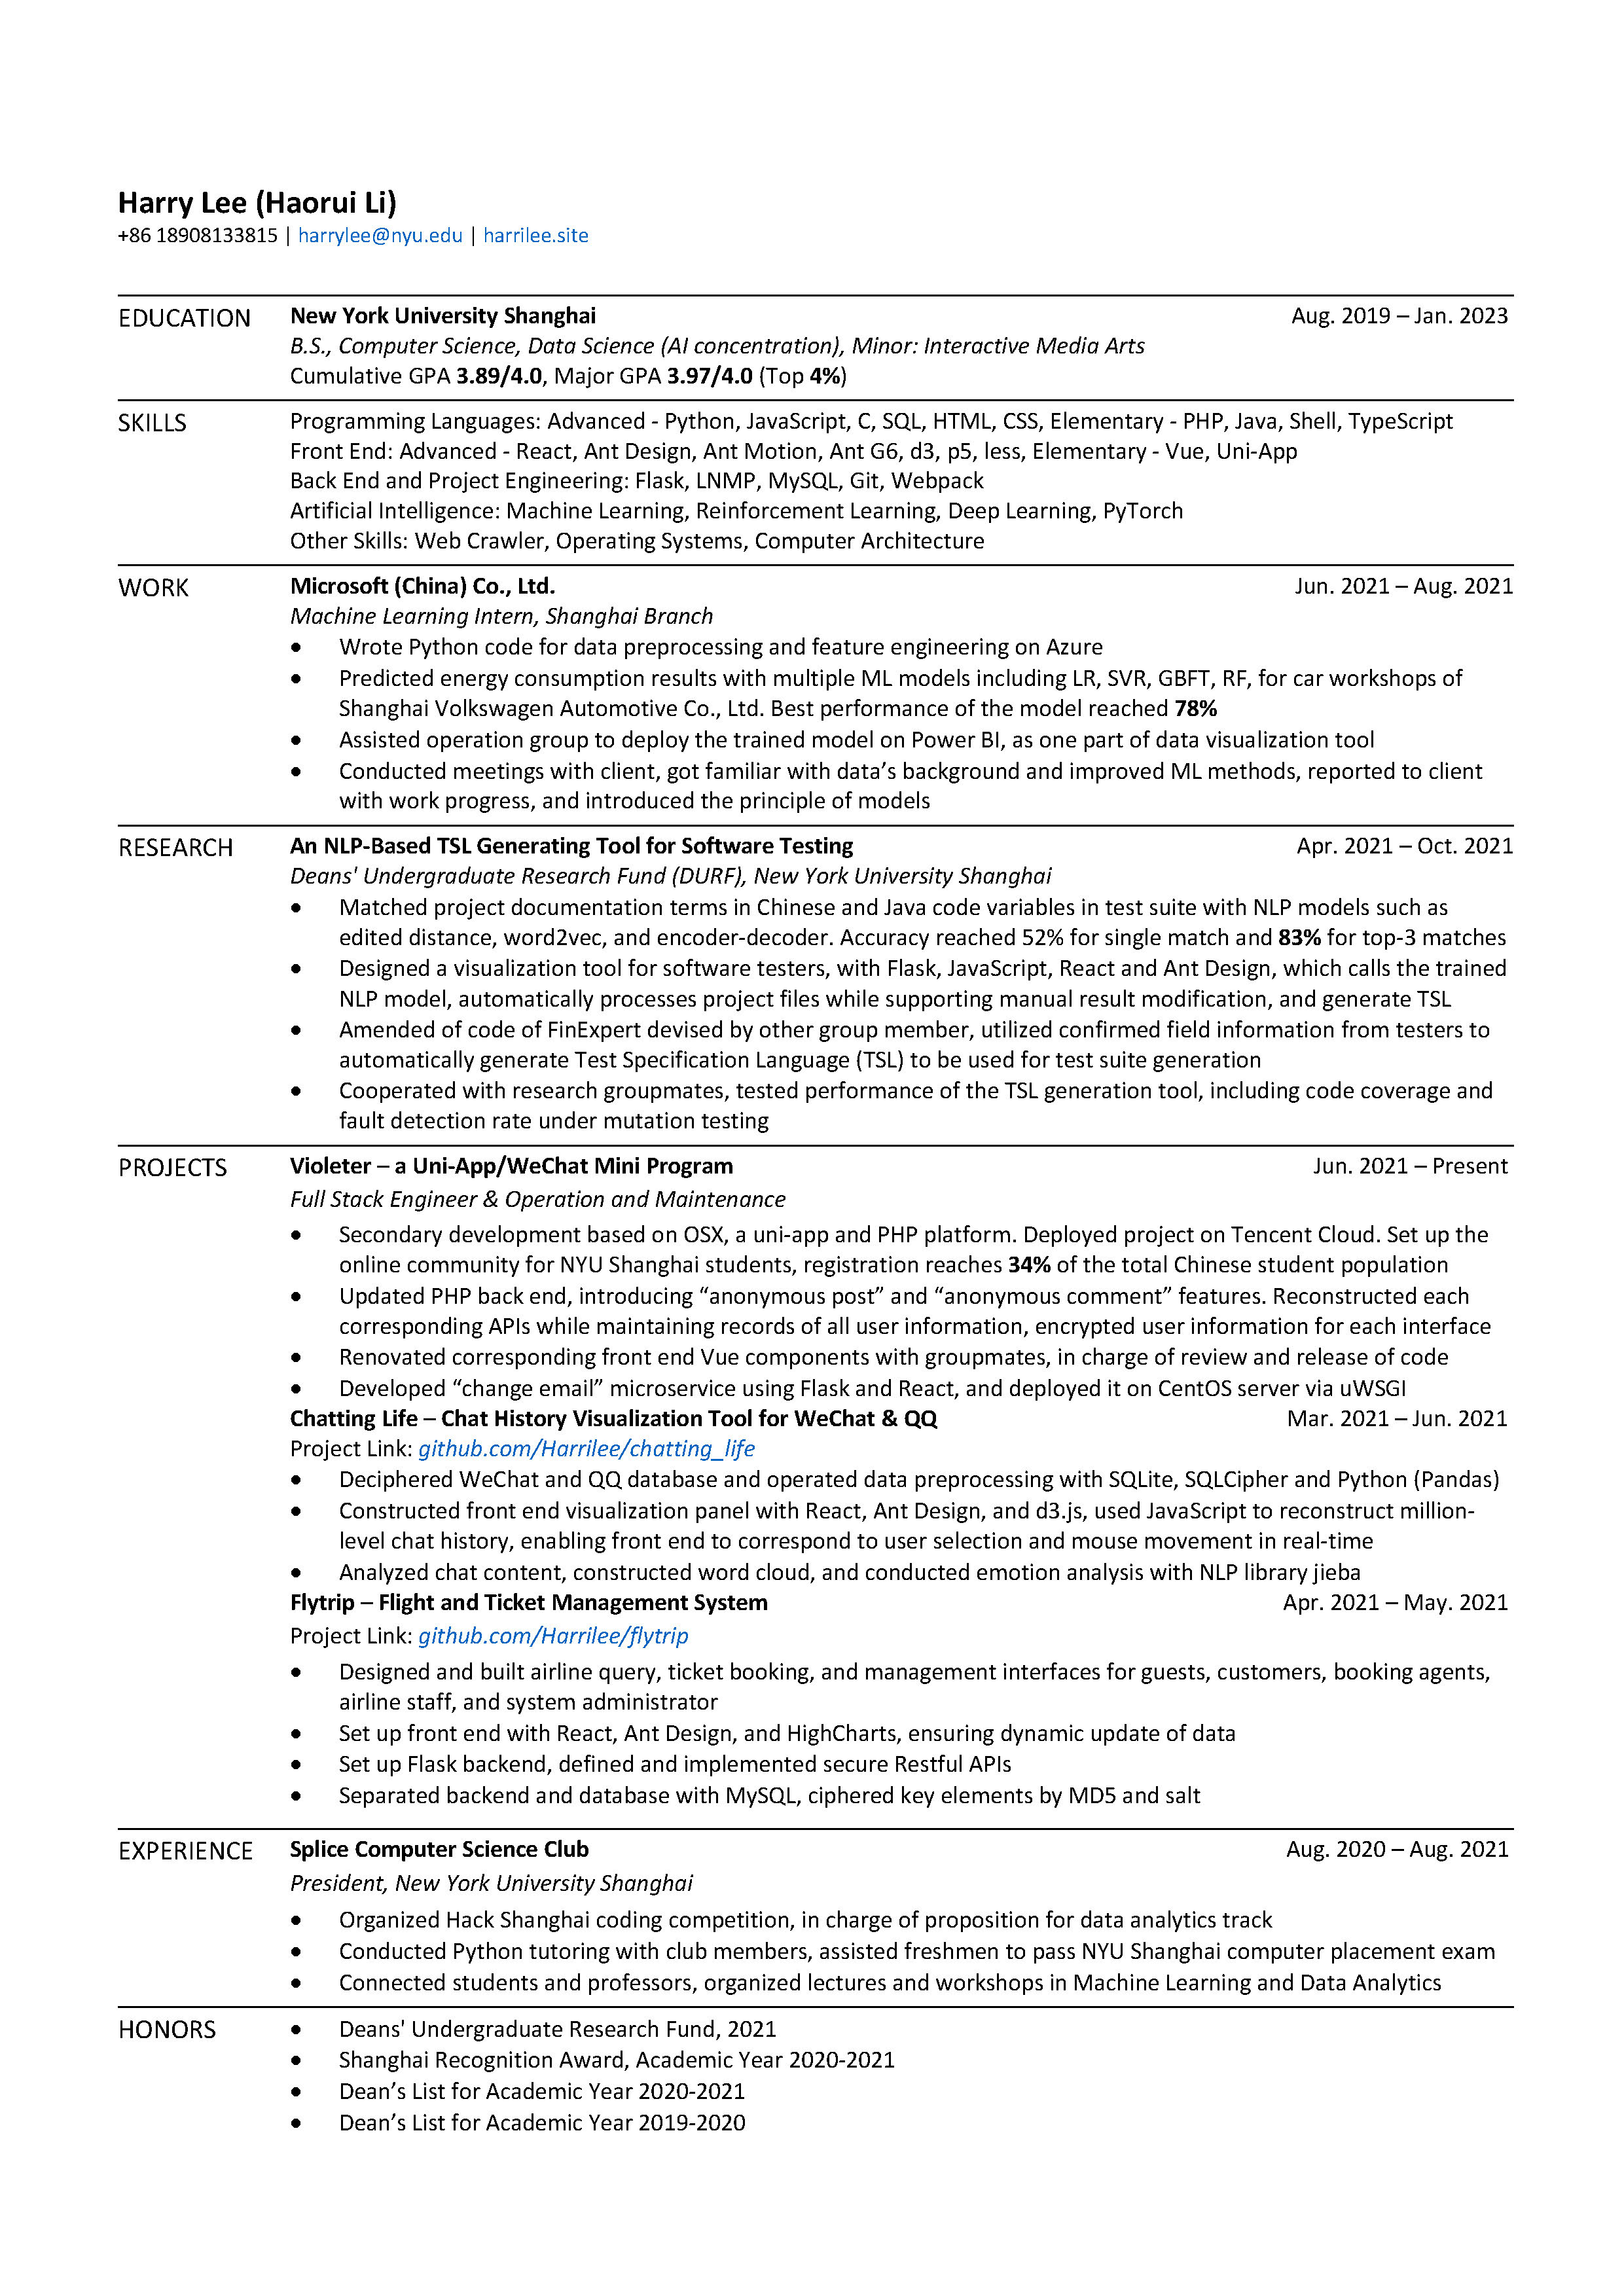 Harry Lee (Haorui Li)
+86 18908133815 | harrylee@nyu.edu | harrilee.site
EDUCATION New York University Shanghai Aug. 2019 – Jan. 2023
B.S., Computer Science, Data Science (AI concentration), Minor: Interactive Media Arts
Cumulative GPA 3.89/4.0, Major GPA 3.97/4.0 (Top 4%)
SKILLS Programming Languages: Advanced - Python, JavaScript, C, SQL, HTML, CSS, Elementary - PHP, Java, Shell, TypeScript
Front End: Advanced - React, Ant Design, Ant Motion, Ant G6, d3, p5, less, Elementary - Vue, Uni-App
Back End and Project Engineering: Flask, LNMP, MySQL, Git, Webpack
Artificial Intelligence: Machine Learning, Reinforcement Learning, Deep Learning, PyTorch
Other Skills: Web Crawler, Operating Systems, Computer Architecture
WORK Microsoft (China) Co., Ltd. Jun. 2021 – Aug. 2021
Machine Learning Intern, Shanghai Branch
• Wrote Python code for data preprocessing and feature engineering on Azure
• Predicted energy consumption results with multiple ML models including LR, SVR, GBFT, RF, for car workshops of
Shanghai Volkswagen Automotive Co., Ltd. Best performance of the model reached 78%
• Assisted operation group to deploy the trained model on Power BI, as one part of data visualization tool
• Conducted meetings with client, got familiar with data’s background and improved ML methods, reported to client
with work progress, and introduced the principle of models
RESEARCH An NLP-Based TSL Generating Tool for Software Testing Apr. 2021 – Oct. 2021
Deans' Undergraduate Research Fund (DURF), New York University Shanghai
• Matched project documentation terms in Chinese and Java code variables in test suite with NLP models such as
edited distance, word2vec, and encoder-decoder. Accuracy reached 52% for single match and 83% for top-3 matches
• Designed a visualization tool for software testers, with Flask, JavaScript, React and Ant Design, which calls the trained
NLP model, automatically processes project files while supporting manual result modification, and generate TSL
• Amended of code of FinExpert devised by other group member, utilized confirmed field information from testers to
automatically generate Test Specification Language (TSL) to be used for test suite generation
• Cooperated with research groupmates, tested performance of the TSL generation tool, including code coverage and
fault detection rate under mutation testing
PROJECTS Violeter – a Uni-App/WeChat Mini Program Jun. 2021 – Present
Full Stack Engineer & Operation and Maintenance
• Secondary development based on OSX, a uni-app and PHP platform. Deployed project on Tencent Cloud. Set up the
online community for NYU Shanghai students, registration reaches 34% of the total Chinese student population
• Updated PHP back end, introducing “anonymous post” and “anonymous comment” features. Reconstructed each
corresponding APIs while maintaining records of all user information, encrypted user information for each interface
• Renovated corresponding front end Vue components with groupmates, in charge of review and release of code
• Developed “change email” microservice using Flask and React, and deployed it on CentOS server via uWSGI
Chatting Life – Chat History Visualization Tool for WeChat & QQ Mar. 2021 – Jun. 2021
Project Link: github.com/Harrilee/chatting_life
• Deciphered WeChat and QQ database and operated data preprocessing with SQLite, SQLCipher and Python (Pandas)
• Constructed front end visualization panel with React, Ant Design, and d3.js, used JavaScript to reconstruct million-
level chat history, enabling front end to correspond to user selection and mouse movement in real-time
• Analyzed chat content, constructed word cloud, and conducted emotion analysis with NLP library jieba
Flytrip – Flight and Ticket Management System Apr. 2021 – May. 2021
Project Link: github.com/Harrilee/flytrip
• Designed and built airline query, ticket booking, and management interfaces for guests, customers, booking agents,
airline staff, and system administrator
• Set up front end with React, Ant Design, and HighCharts, ensuring dynamic update of data
• Set up Flask backend, defined and implemented secure Restful APIs
• Separated backend and database with MySQL, ciphered key elements by MD5 and salt
EXPERIENCE Splice Computer Science Club Aug. 2020 – Aug. 2021
President, New York University Shanghai
• Organized Hack Shanghai coding competition, in charge of proposition for data analytics track
• Conducted Python tutoring with club members, assisted freshmen to pass NYU Shanghai computer placement exam
• Connected students and professors, organized lectures and workshops in Machine Learning and Data Analytics
HONORS • Deans' Undergraduate Research Fund, 2021
• Shanghai Recognition Award, Academic Year 2020-2021
• Dean’s List for Academic Year 2020-2021
• Dean’s List for Academic Year 2019-2020